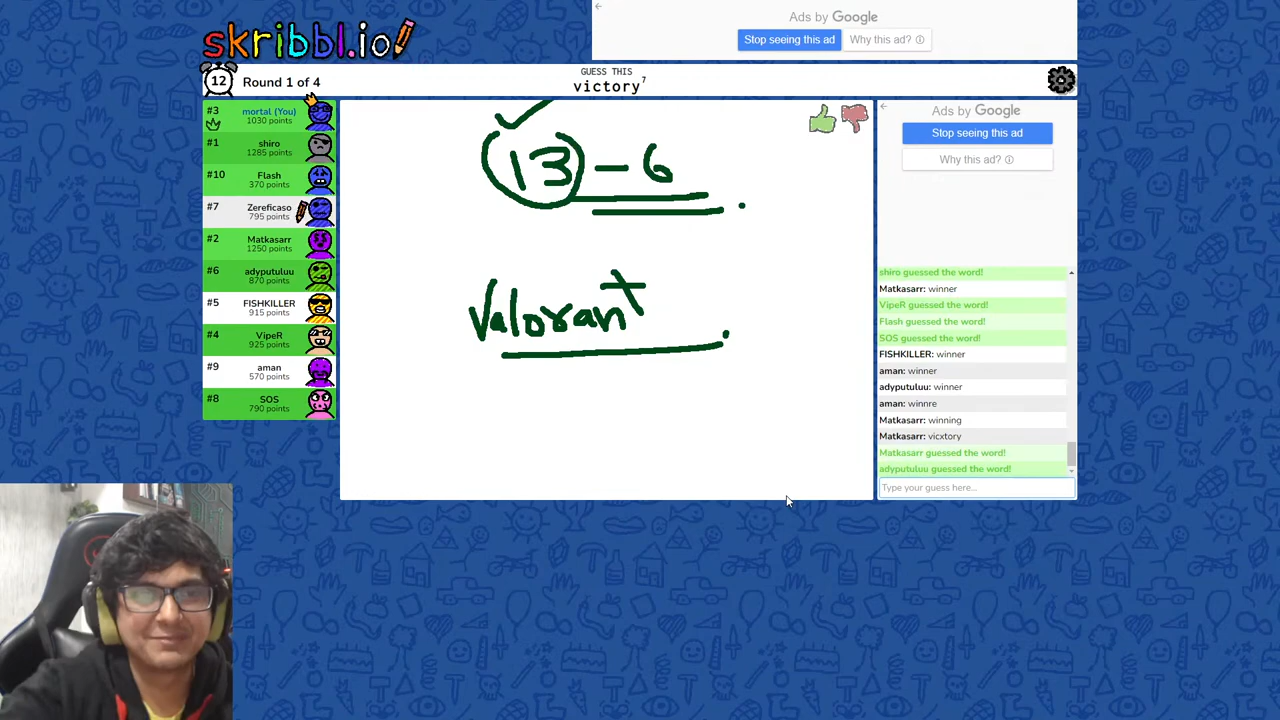 skribbl.io
Ads by Google
Stop seeing this ad
Why this ad?
12
Round 1 of 4
GUESS THIS
victory 7
#3 mortal (You)
1030 points
#1 shiro
1285 points
#10 Flash
370 points
#7 Zereficaso
795 points
#2 Matkasarr
1250 points
#6 adyputuluu
870 points
#5 FISHKILLER
915 points
#4 VipeR
925 points
#9 aman
570 points
#8 SOS
790 points
13 - 6
Valorant
Ads by Google
Stop seeing this ad
Why this ad?
shiro guessed the word!
Matkasarr: winner
VipeR guessed the word!
Flash guessed the word!
SOS guessed the word!
FISHKILLER: winner
aman: winner
adyputuluu: winner
aman: winnre
Matkasarr: winning
Matkasarr: vicxtory
Matkasarr guessed the word!
adyputuluu guessed the word!
Type your guess here...